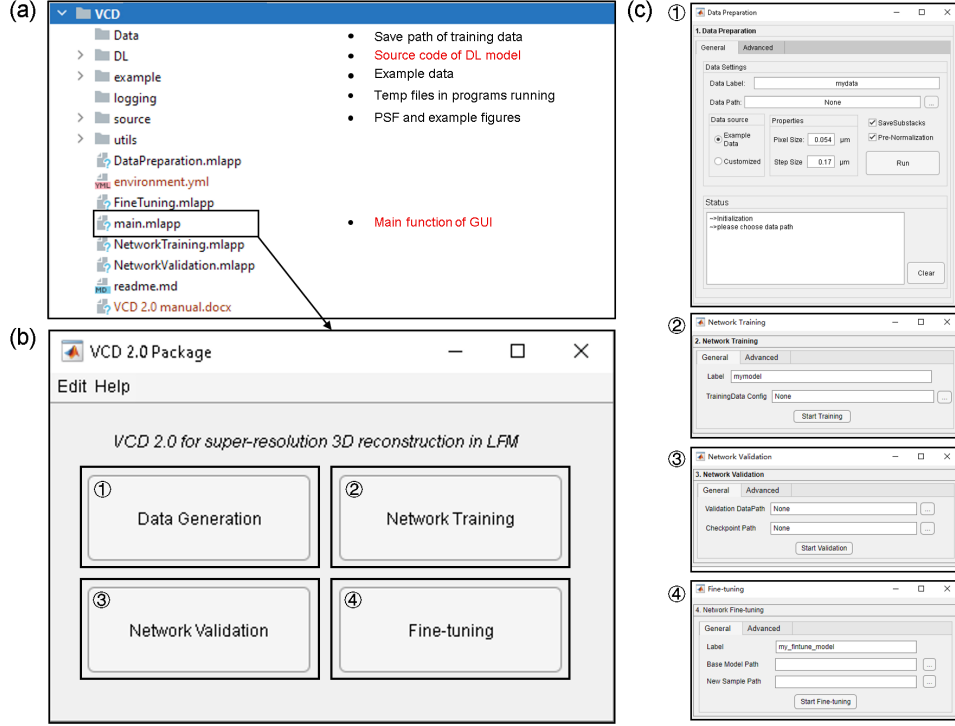 (a)
VCD
Data
• Save path of training data
DL
• Source code of DL model
example
• Example data
logging
• Temp files in programs running
source
• PSF and example figures
utils
DataPreparation.mlapp
YML
environment.yml
FineTuning.mlapp
main.mlapp
• Main function of GUI
NetworkTraining.mlapp
NetworkValidation.mlapp
MD
readme.md
VCD 2.0 manual.docx
(b)
VCD 2.0 Package
Edit Help
VCD 2.0 for super-resolution 3D reconstruction in LFM
①
Data Generation
②
Network Training
③
Network Validation
④
Fine-tuning
(c)
①
Data Preparation
1. Data Preparation
General Advanced
Data Settings
Data Label: mydata
Data Path: None ...
Data source
Example
Data
Customized
Properties
Pixel Size: 0.054 μm
Step Size 0.17 μm
SaveSubstacks
Pre-Normalization
Run
Status
-->Initialization
-->please choose data path
Clear
②
Network Training
2. Network Training
General Advanced
Label mymodel
TrainingData Config None ...
Start Training
③
Network Validation
3. Network Validation
General Advanced
Validation DataPath None ...
Checkpoint Path None ...
Start Validation
④
Fine-tuning
4. Network Fine-tuning
General Advanced
Label my_fintune_model
Base Model Path ...
New Sample Path ...
Start Fine-tuning